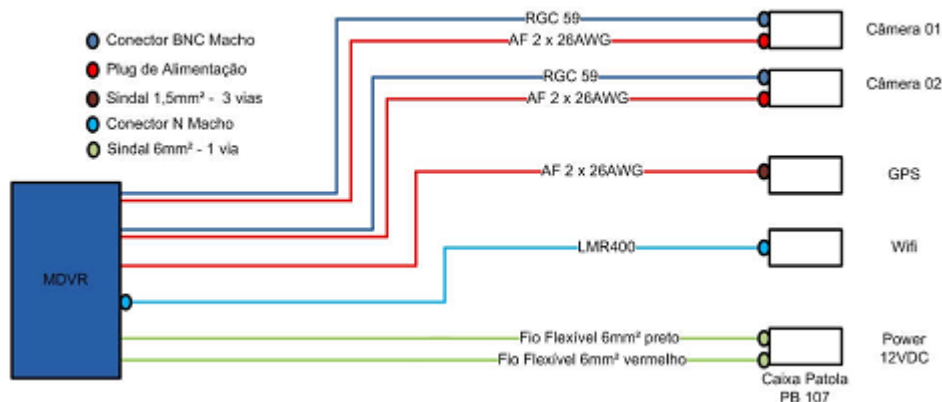 RGC 59
Câmera 01
Conector BNC Macho
AF 2 x 26AWG
Plug de Alimentação
RGC 59
Câmera 02
Sindal 1,5mm² - 3 vias
AF 2 x 26AWG
Conector N Macho
Sindal 6mm² - 1 via
AF 2 x 26AWG
GPS
LMR400
Wifi
MDVR
Fio Flexível 6mm² preto
Power
12VDC
Fio Flexível 6mm² vermelho
Caixa Patola
PB 107